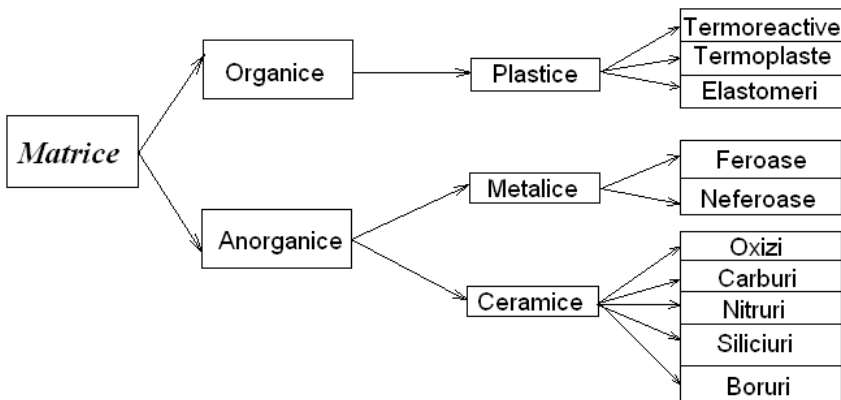 Matrice
Organice
Plastice
Termoreactive
Termoplaste
Elastomeri
Anorganice
Metalice
Feroase
Neferoase
Ceramice
Oxizi
Carburi
Nitruri
Siliciuri
Boruri